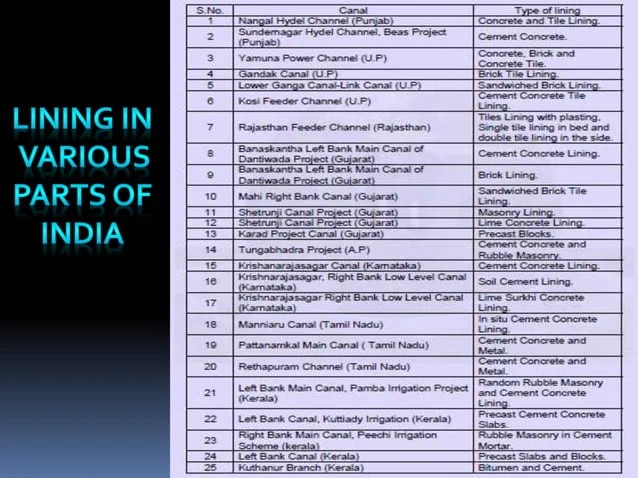 LINING IN
VARIOUS
PARTS OF
INDIA
S.No. Canal Type of lining
1 Nangal Hydel Channel (Punjab) Concrete and Tile Lining.
2 Sundernagar Hydel Channel, Beas Project (Punjab) Cement Concrete.
3 Yamuna Power Channel (U.P) Concrete, Brick and Concrete Tile.
4 Gandak Canal (U.P) Brick Tile Lining.
5 Lower Ganga Canal-Link Canal (U.P) Sandwiched Brick Lining.
6 Kosi Feeder Channel (U.P) Cement Concrete Tile Lining.
7 Rajasthan Feeder Channel (Rajasthan) Tiles Lining with plasting, Single tile lining in bed and double tile lining in the side.
8 Banaskantha Left Bank Main Canal of Dantiwada Project (Gujarat) Cement Concrete Lining.
9 Banaskantha Left Bank Main Canal of Dantiwada Project (Gujarat) Brick Lining.
10 Mahi Right Bank Canal (Gujarat) Sandwiched Brick Tile Lining.
11 Shetrunji Canal Project (Gujarat) Masonry Lining.
12 Shetrunji Canal Project (Gujarat) Lime Concrete Lining.
13 Karad Project Canal (Gujarat) Precast Blocks.
14 Tungabhadra Project (A.P) Cement Concrete and Rubble Masonry.
15 Krishanarajasagar Canal (Karnataka) Cement Concrete Lining.
16 Krishnarajasagar, Right Bank Low Level Canal (Karnataka) Soil Cement Lining.
17 Krishnarajasagar Right Bank Low Level Canal (Karnataka) Lime Surkhi Concrete Lining.
18 Manniaru Canal (Tamil Nadu) In situ Cement Concrete Lining.
19 Pattanamkal Main Canal ( Tamil Nadu) Cement Concrete and Metal.
20 Rethapuram Channel (Tamil Nadu) Cement Concrete and Metal.
21 Left Bank Main Canal, Pamba Irrigation Project (Kerala) Random Rubble Masonry and Cement Concrete Lining.
22 Left Bank Canal, Kuttiady Irrigation (Kerala) Precast Cement Concrete Slabs.
23 Right Bank Main Canal, Peechi Irrigation Scheme (kerala) Rubble Masonry in Cement Mortar.
24 Left Bank Canal (Kerala) Precast Slabs and Blocks.
25 Kuthanur Branch (Kerala) Bitumen and Cement.